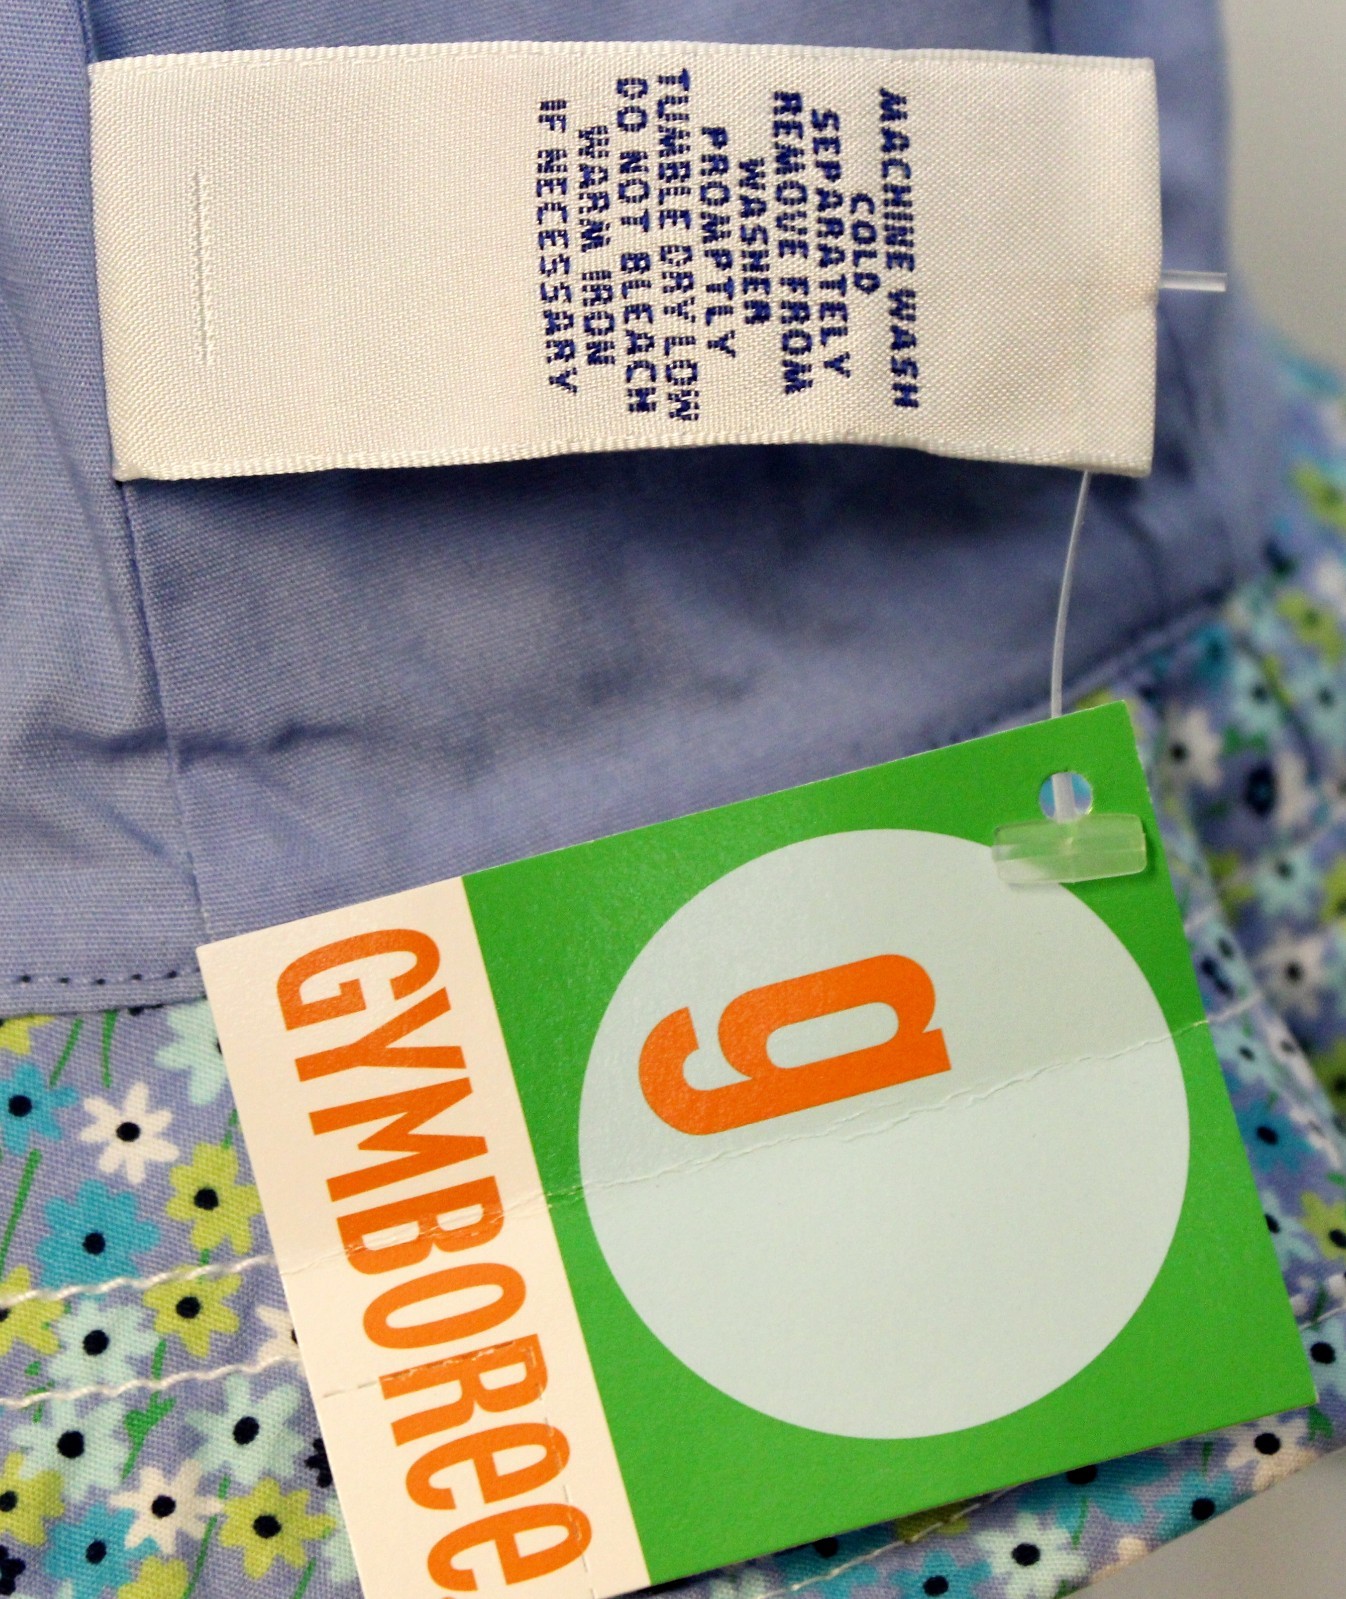 MACHINE WASH
COLD
SEPARATELY
REMOVE FROM
WASHER
PROMPTLY
TUMBLE DRY LOW
DO NOT BLEACH
WARM IRON
IF NECESSARY
g
GYMBORee